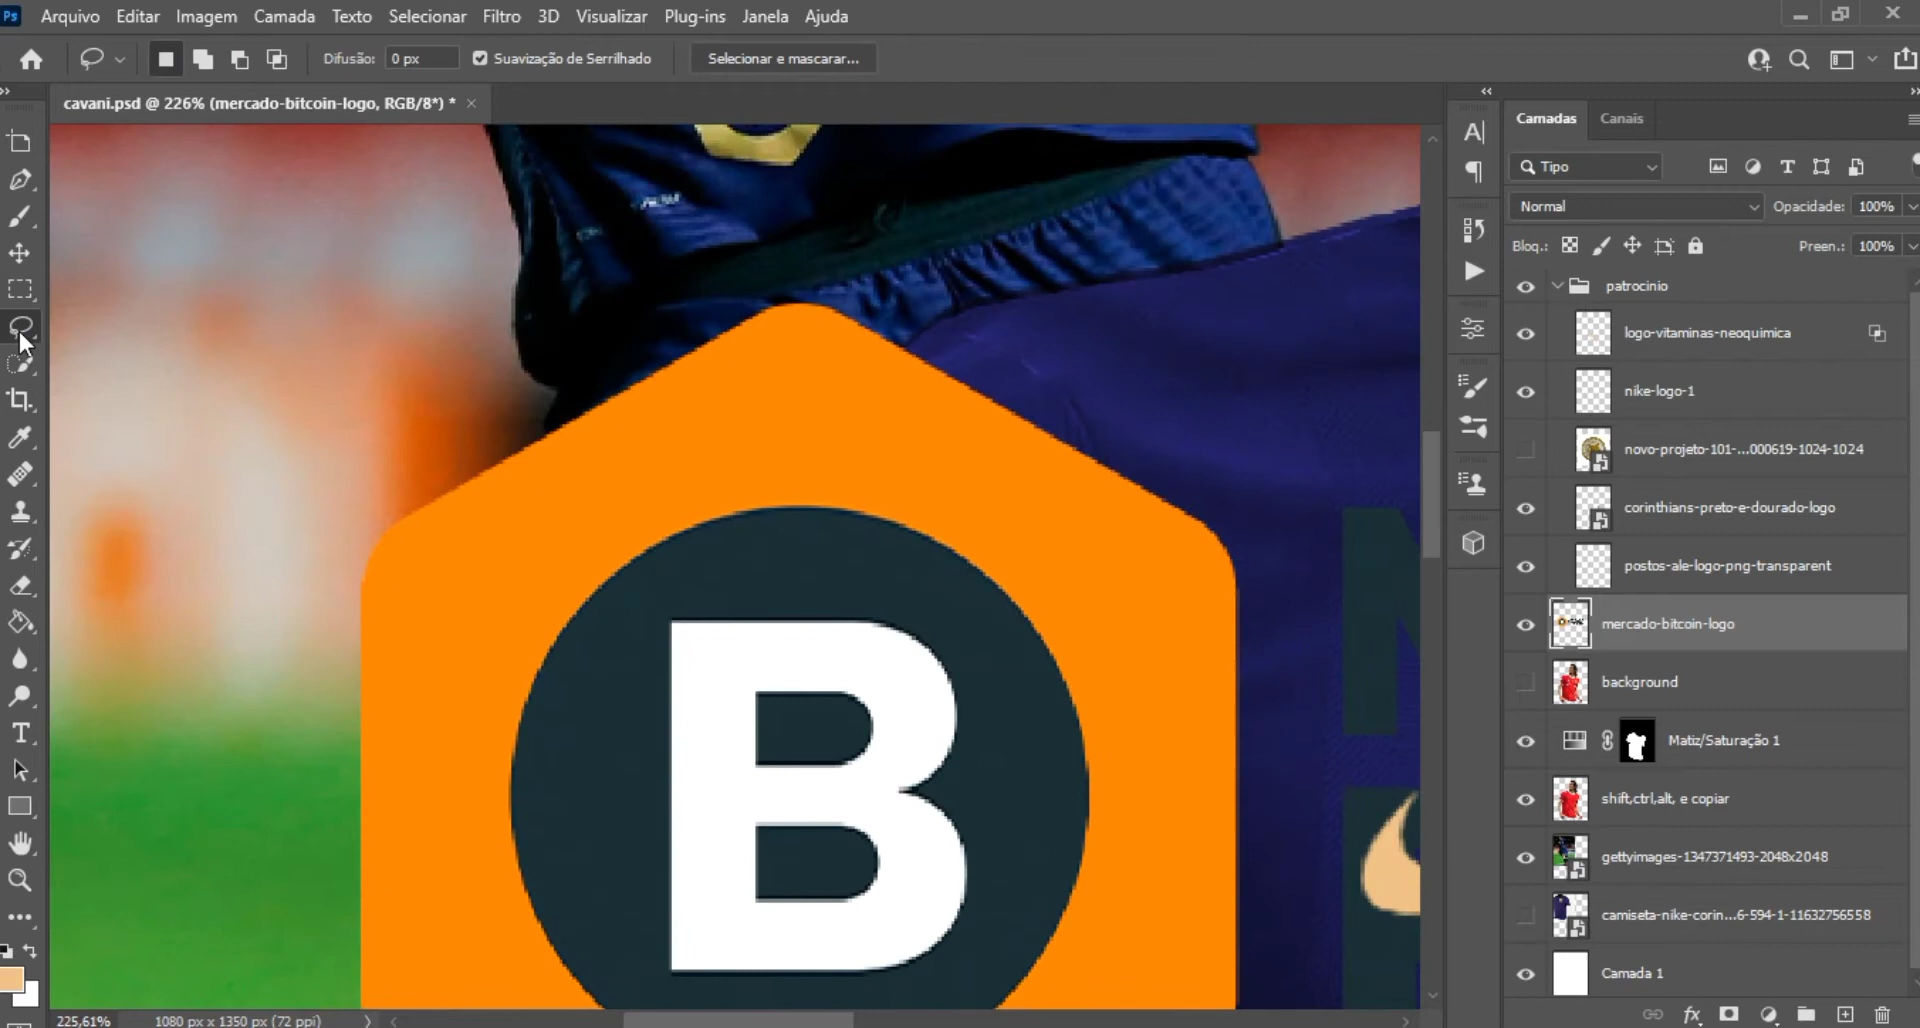 Ps Arquivo Editar Imagem Camada Texto Selecionar Filtro 3D Visualizar Plug-ins Janela Ajuda
Difusão: 0 px Suavização de Serrilhado Selecionar e mascarar...
cavani.psd @ 226% (mercado-bitcoin-logo, RGB/8*) *
Camadas Canais
Tipo
Normal Opacidade: 100%
Bloq.: Preen.: 100%
patrocinio
logo-vitaminas-neoquimica
nike-logo-1
novo-projeto-101-...000619-1024-1024
corinthians-preto-e-dourado-logo
postos-ale-logo-png-transparent
mercado-bitcoin-logo
background
Matiz/Saturação 1
shift,ctrl,alt, e copiar
gettyimages-1347371493-2048x2048
camiseta-nike-corin...6-594-1-11632756558
Camada 1
B
225,61% 1080 px x 1350 px (72 ppi)
fx